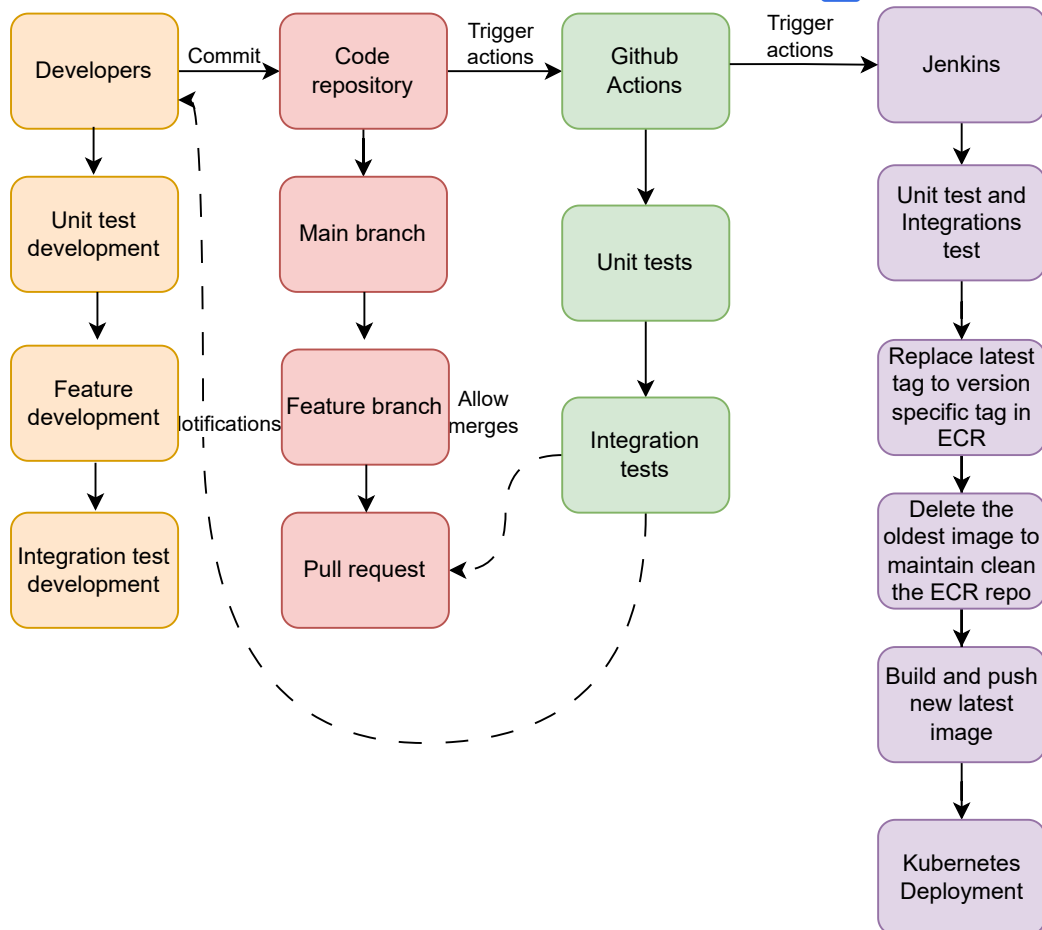 Developers
Commit
Code
repository
Trigger
actions
Github
Actions
Trigger
actions
Jenkins
Unit test
development
Main branch
Unit tests
Unit test and
Integrations
test
Feature
development
lotifications
Feature branch
Allow
merges
Integration
tests
Replace latest
tag to version
specific tag in
ECR
Integration test
development
Pull request
Delete the
oldest image to
maintain clean
the ECR repo
Build and push
new latest
image
Kubernetes
Deployment